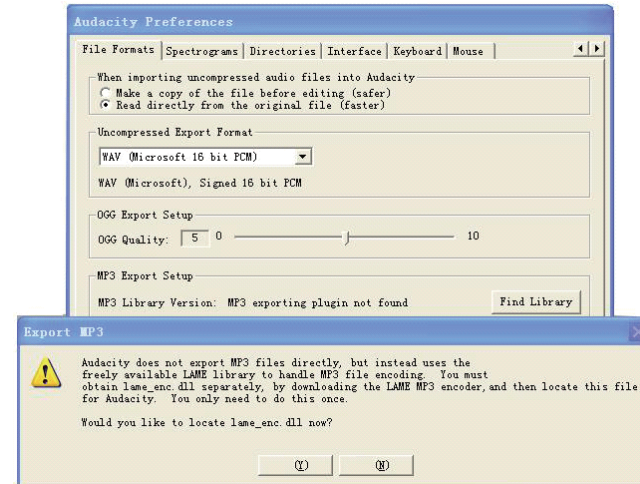 Audacity Preferences
File Formats Spectrograms Directories Interface Keyboard Mouse
When importing uncompressed audio files into Audacity
Make a copy of the file before editing (safer)
Read directly from the original file (faster)
Uncompressed Export Format
WAV (Microsoft 16 bit PCM)
WAV (Microsoft), Signed 16 bit PCM
OGG Export Setup
OGG Quality: 5 0 10
MP3 Export Setup
MP3 Library Version: MP3 exporting plugin not found Find Library
Export MP3
Audacity does not export MP3 files directly, but instead uses the
freely available LAME library to handle MP3 file encoding. You must
obtain lame_enc.dll separately, by downloading the LAME MP3 encoder, and then locate this file
for Audacity. You only need to do this once.
Would you like to locate lame_enc.dll now?
(Y) (N)